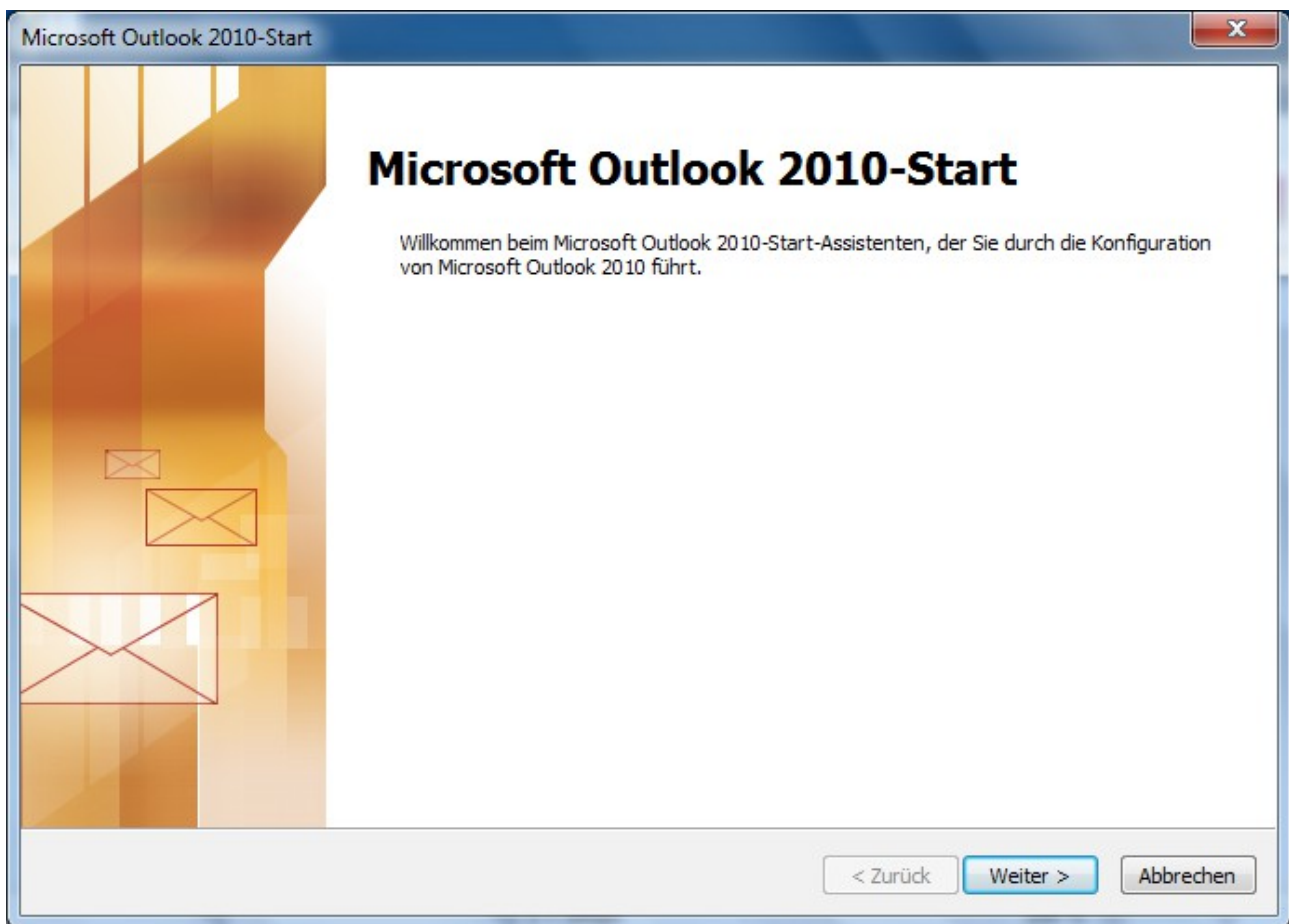 Microsoft Outlook 2010-Start
Microsoft Outlook 2010-Start
Willkommen beim Microsoft Outlook 2010-Start-Assistenten, der Sie durch die Konfiguration
von Microsoft Outlook 2010 führt.
< Zurück Weiter > Abbrechen